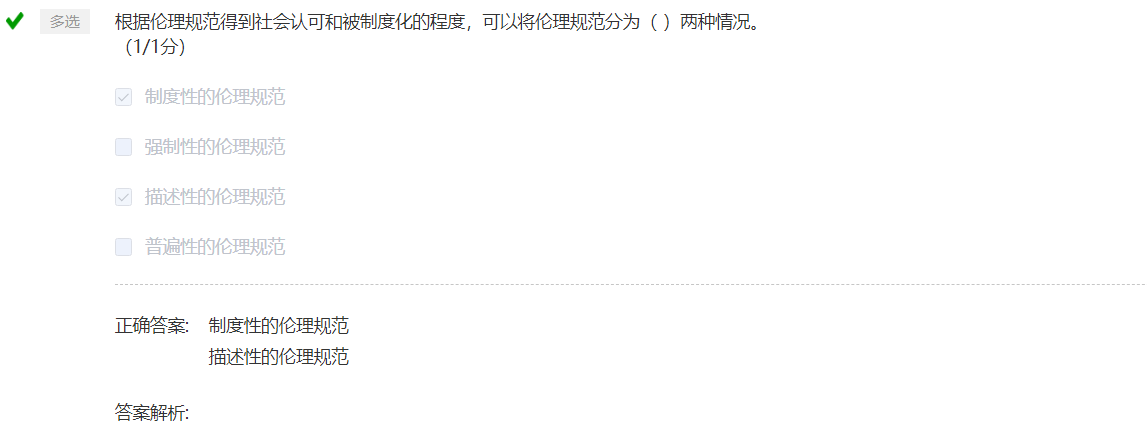 多选 根据伦理规范得到社会认可和被制度化的程度，可以将伦理规范分为（ ）两种情况。
（1/1分）
制度性的伦理规范
强制性的伦理规范
描述性的伦理规范
普遍性的伦理规范
正确答案: 制度性的伦理规范
描述性的伦理规范
答案解析: